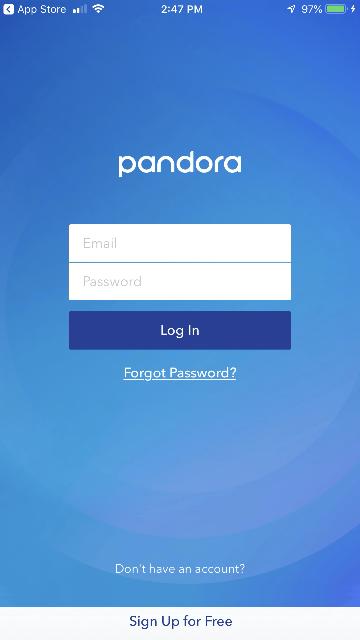 App Store 2:47 PM 97%
pandora
Email
Password
Log In
Forgot Password?
Don't have an account?
Sign Up for Free